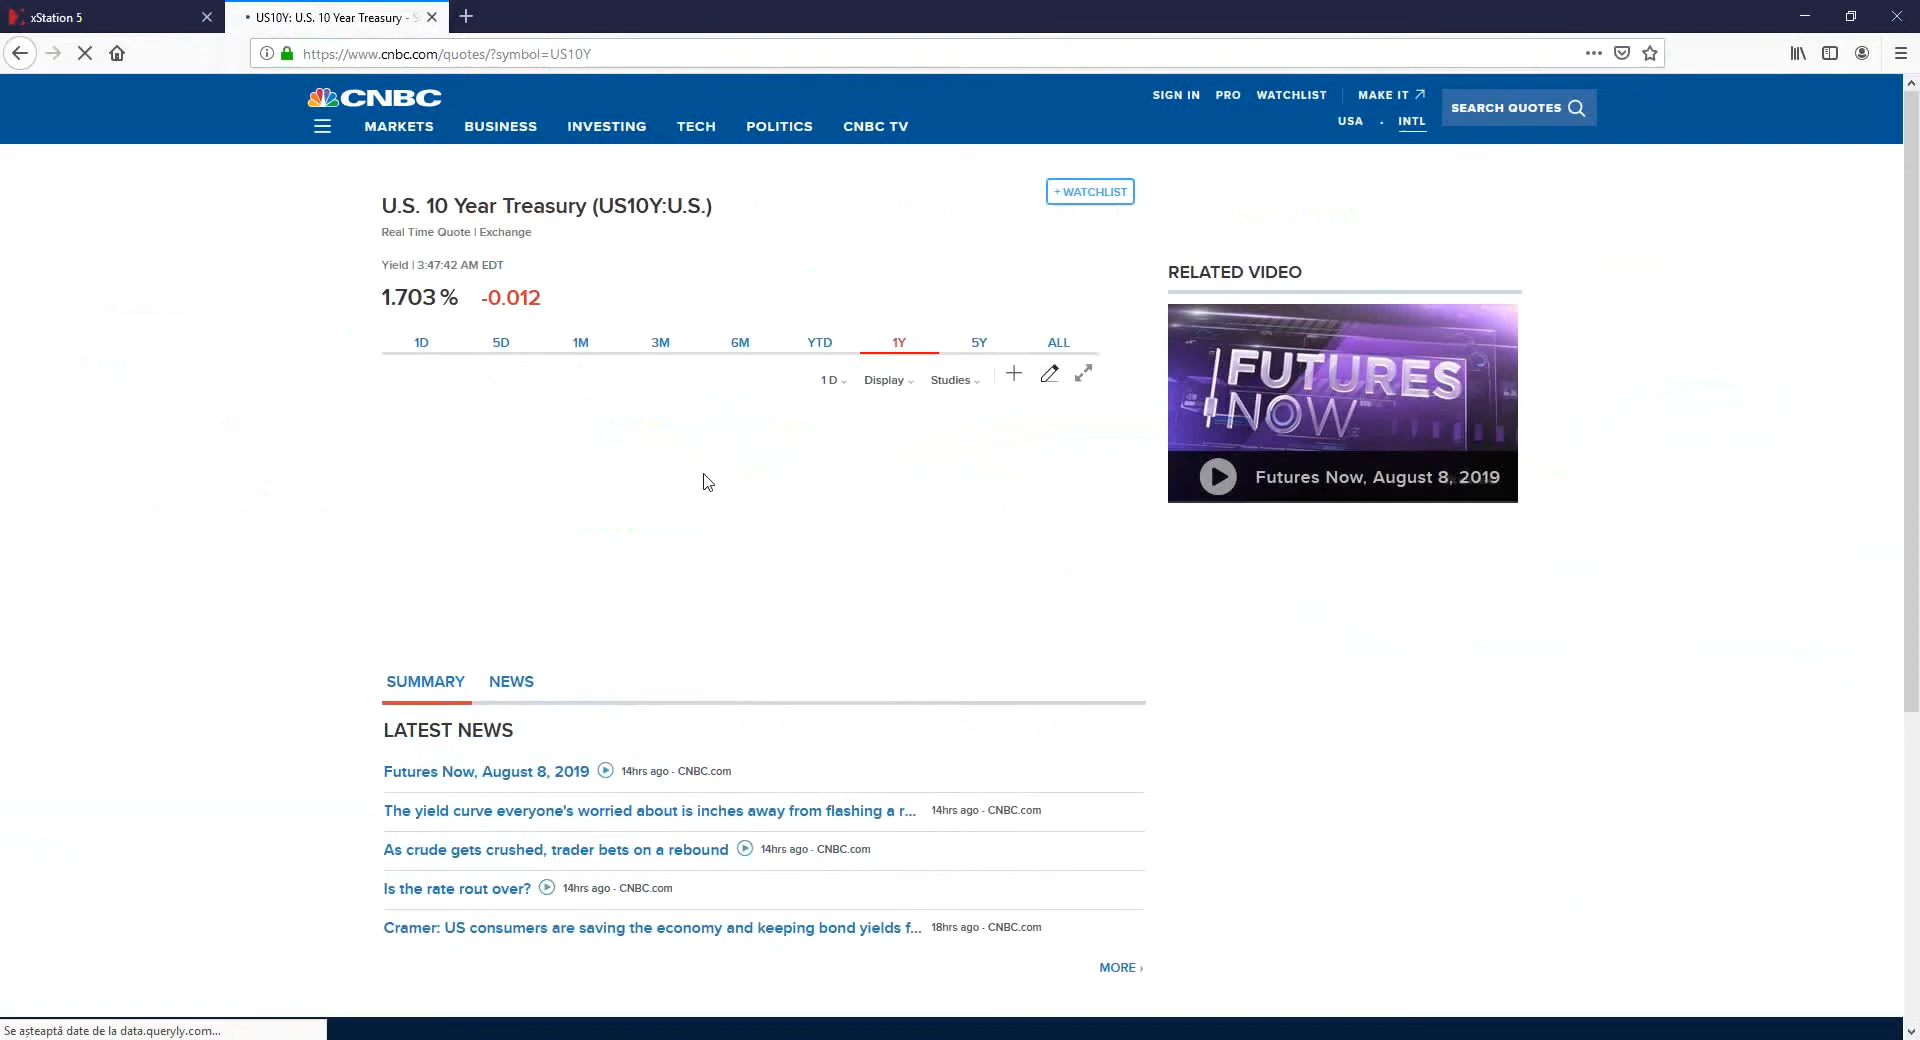 xStation 5
US10Y: U.S. 10 Year Treasury - S
https://www.cnbc.com/quotes/?symbol=US10Y
CNBC
SIGN IN PRO WATCHLIST MAKE IT
SEARCH QUOTES
USA . INTL
MARKETS BUSINESS INVESTING TECH POLITICS CNBC TV
+ WATCHLIST
U.S. 10 Year Treasury (US10Y:U.S.)
Real Time Quote | Exchange
Yield | 3:47:42 AM EDT
1.703 % -0.012
1D 5D 1M 3M 6M YTD 1Y 5Y ALL
1 D Display Studies
RELATED VIDEO
FUTURES
NOW
Futures Now, August 8, 2019
SUMMARY NEWS
LATEST NEWS
Futures Now, August 8, 2019 14hrs ago - CNBC.com
The yield curve everyone's worried about is inches away from flashing a r... 14hrs ago - CNBC.com
As crude gets crushed, trader bets on a rebound 14hrs ago - CNBC.com
Is the rate rout over? 14hrs ago - CNBC.com
Cramer: US consumers are saving the economy and keeping bond yields f... 18hrs ago - CNBC.com
MORE ›
Se așteaptă date de la data.queryly.com...